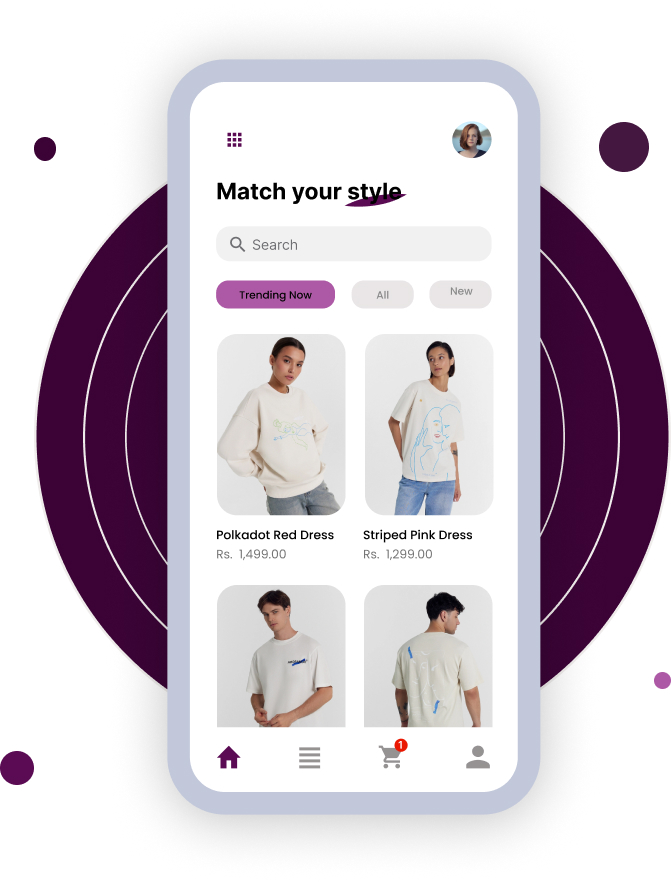 Match your style
Search
Trending Now
All
New
Polkadot Red Dress
Striped Pink Dress
Rs. 1,499.00
Rs. 1,299.00
1